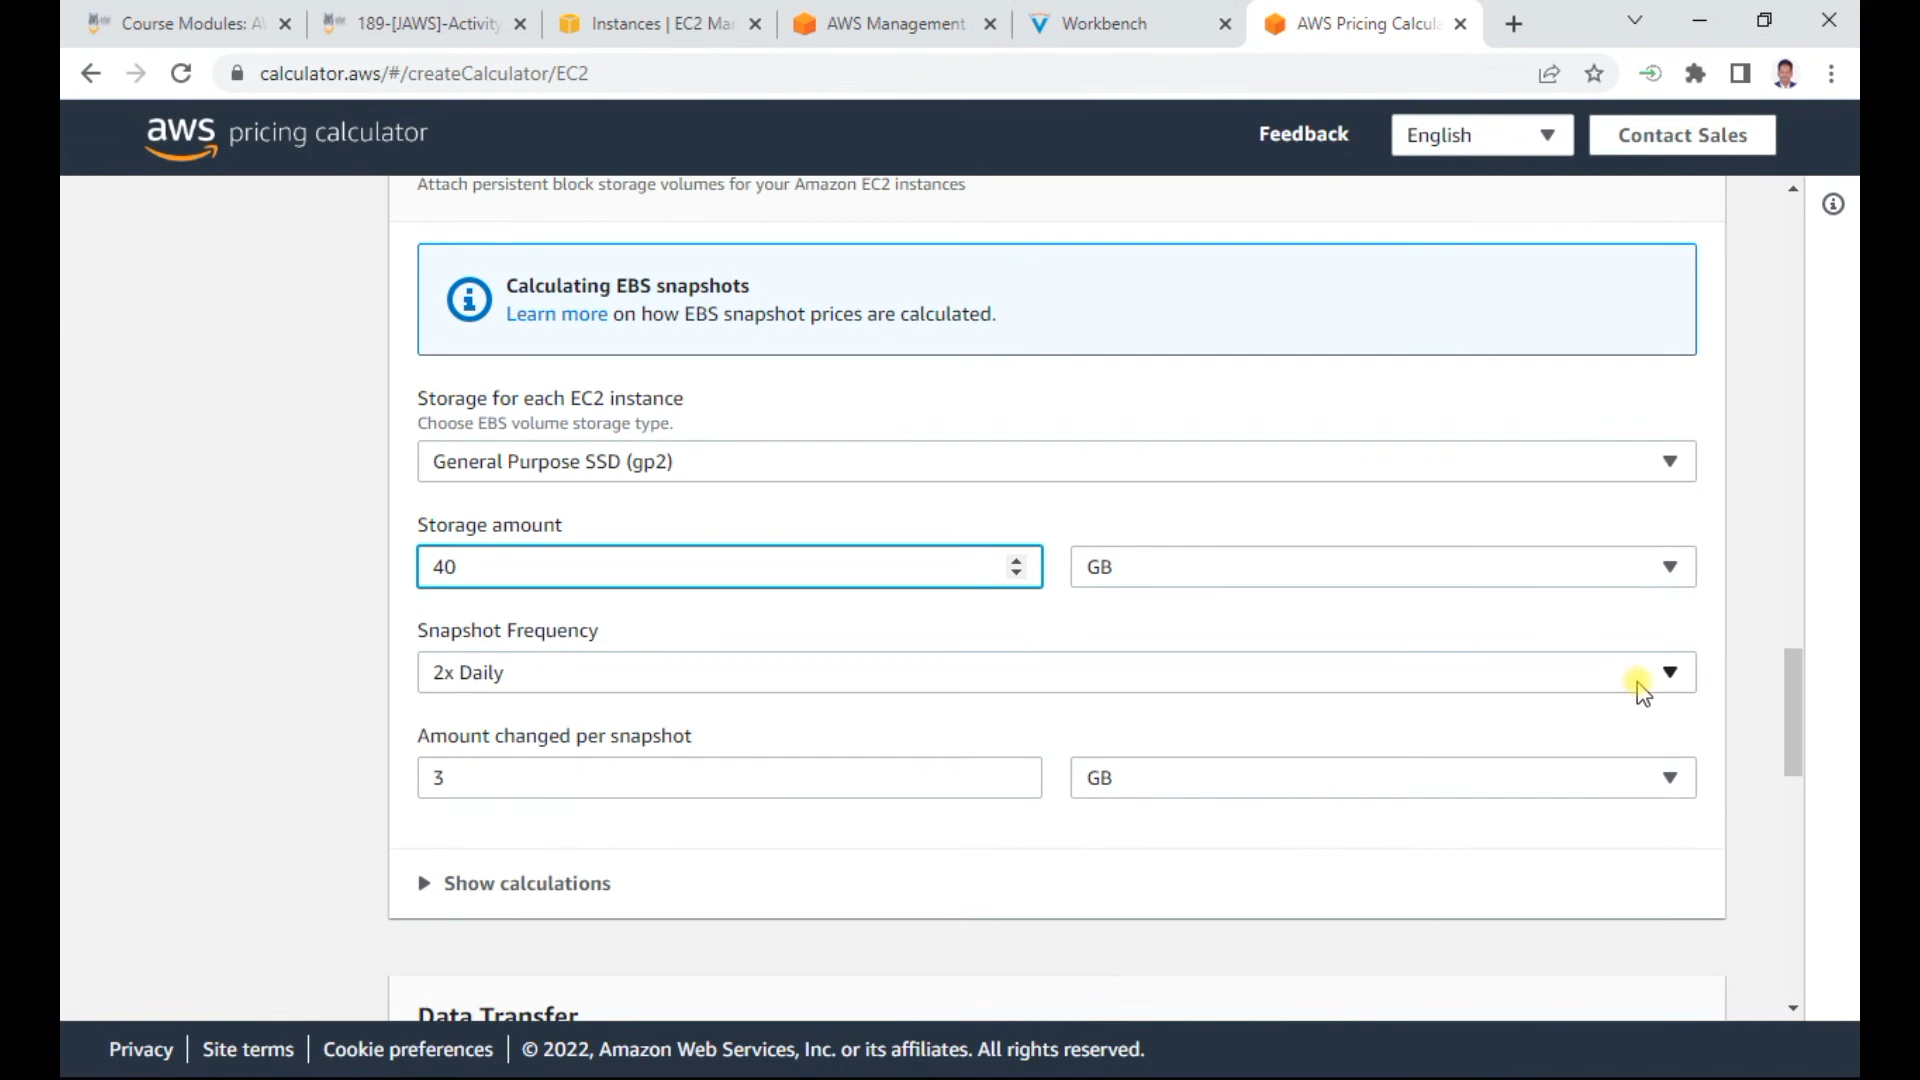 Course Modules: A
189-[JAWS]-Activity
Instances | EC2 Ma
AWS Management
Workbench
AWS Pricing Calcul
calculator.aws/#/createCalculator/EC2
aws pricing calculator
Feedback
English
Contact Sales
Attach persistent block storage volumes for your Amazon EC2 instances
Calculating EBS snapshots
Learn more on how EBS snapshot prices are calculated.
Storage for each EC2 instance
Choose EBS volume storage type.
General Purpose SSD (gp2)
Storage amount
40
GB
Snapshot Frequency
2x Daily
Amount changed per snapshot
3
GB
Show calculations
Data Transfer
Privacy
Site terms
Cookie preferences
© 2022, Amazon Web Services, Inc. or its affiliates. All rights reserved.